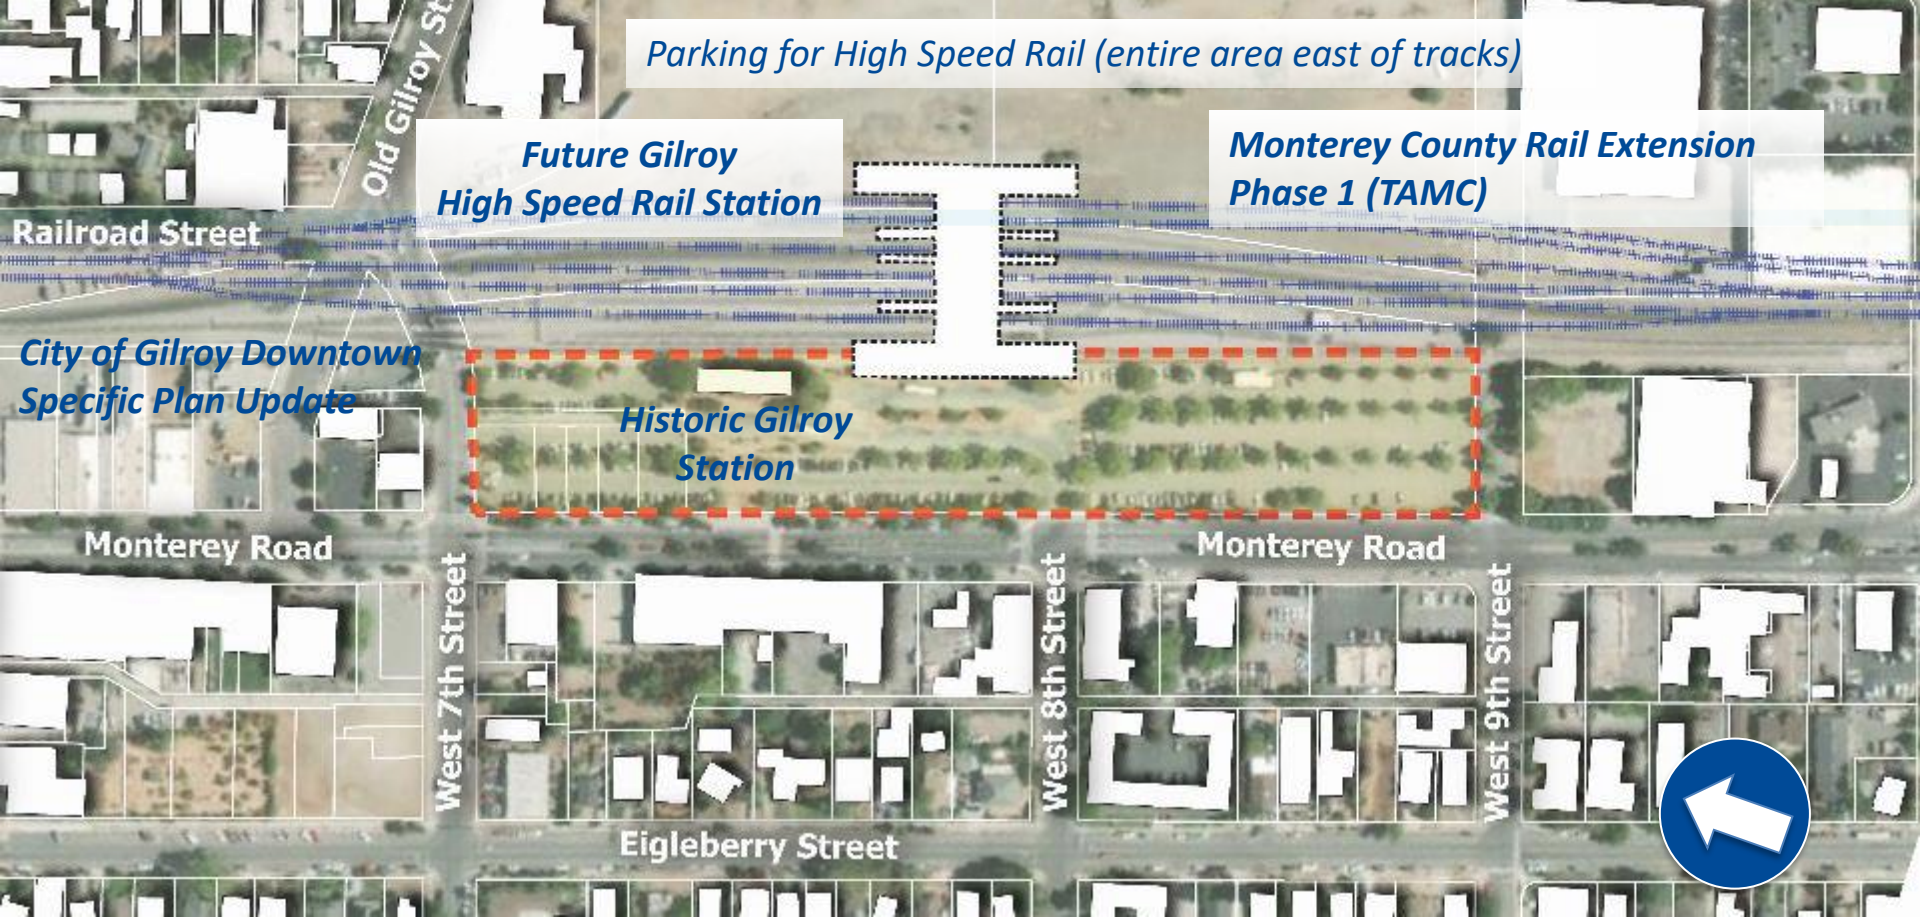 Parking for High Speed Rail (entire area east of tracks)
Old Gilroy St.
Future Gilroy
High Speed Rail Station
Monterey County Rail Extension
Phase 1 (TAMC)
Railroad Street
City of Gilroy Downtown
Specific Plan Update
Historic Gilroy
Station
Monterey Road
Monterey Road
West 7th Street
West 8th Street
West 9th Street
Eigleberry Street